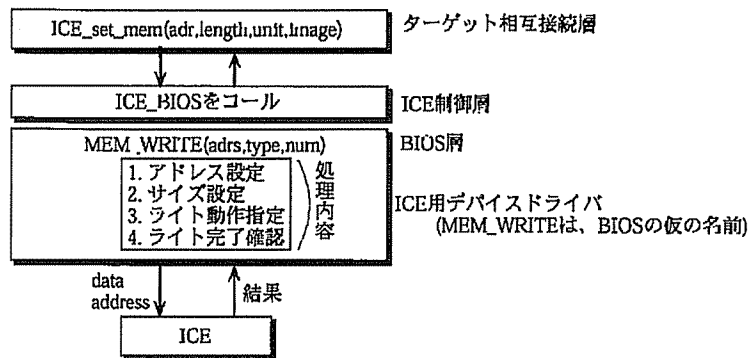 ICE_set_mem(adr,length,unit,image)
ターゲット相互接続層
ICE_BIOSをコール
ICE制御層
MEM_WRITE(adrs,type,num)
BIOS層
1. アドレス設定
2. サイズ設定
3. ライト動作指定
4. ライト完了確認
処理内容
ICE用デバイスドライバ
(MEM_WRITEは、BIOSの仮の名前)
data
address
結果
ICE